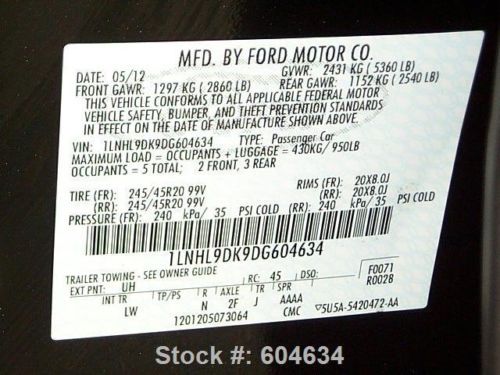 MFD. BY FORD MOTOR CO.
DATE: 05/12 GVWR: 2431 KG ( 5360 LB)
FRONT GAWR: 1297 KG ( 2860 LB) REAR GAWR: 1152 KG ( 2540 LB)
THIS VEHICLE CONFORMS TO ALL APPLICABLE FEDERAL MOTOR
VEHICLE SAFETY, BUMPER, AND THEFT PREVENTION STANDARDS
IN EFFECT ON THE DATE OF MANUFACTURE SHOWN ABOVE.
VIN: 1LNHL9DK9DG604634 TYPE: Passenger Car
MAXIMUM LOAD = OCCUPANTS + LUGGAGE = 430KG/ 950LB
OCCUPANTS = 5 TOTAL; 2 FRONT, 3 REAR
TIRE (FR): 245/45R20 99V RIMS (FR): 20X8.0J
(RR): 245/45R20 99V (RR): 20X8.0J
PRESSURE (FR): 240 kPa/ 35 PSI COLD (RR): 240 kPa/ 35 PSI COLD
1LNHL9DK9DG604634
TRAILER TOWING - SEE OWNER GUIDE RC: 45 DSO: F0071
EXT PNT: UH R0028
INT TR TP R AXLE TR SPR
LW N 2F J AAAA
1201205073064 CMC 5U5A-5420472-AA
Stock #: 604634